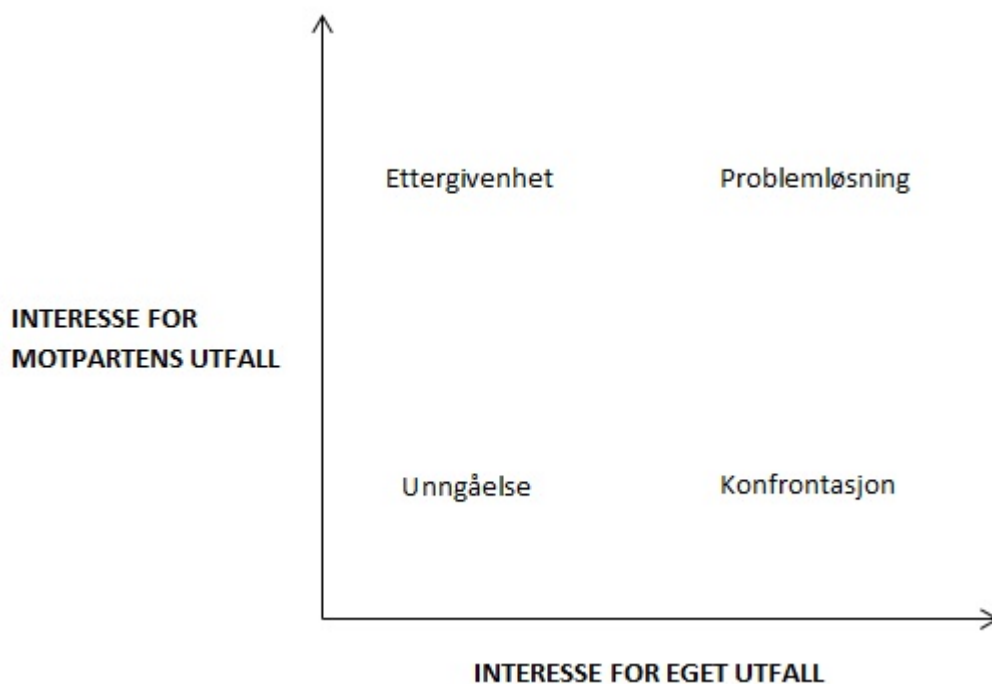 Ettergivenhet
Problemløsning
INTERESSE FOR
MOTPARTENS UTFALL
Unngåelse
Konfrontasjon
INTERESSE FOR EGET UTFALL